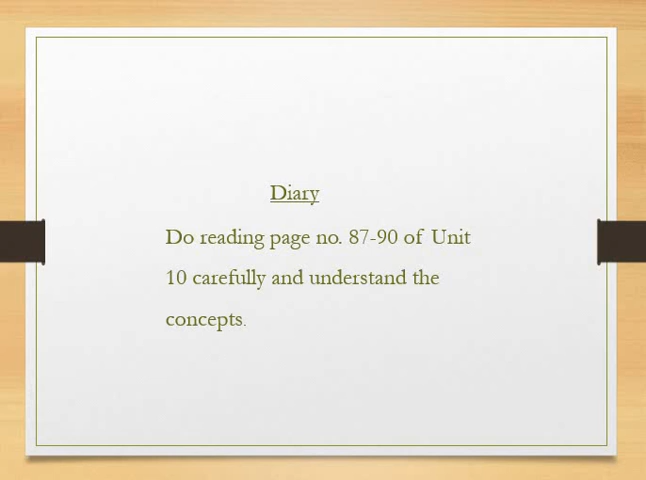 Diary
Do reading page no. 87-90 of Unit
10 carefully and understand the
concepts.